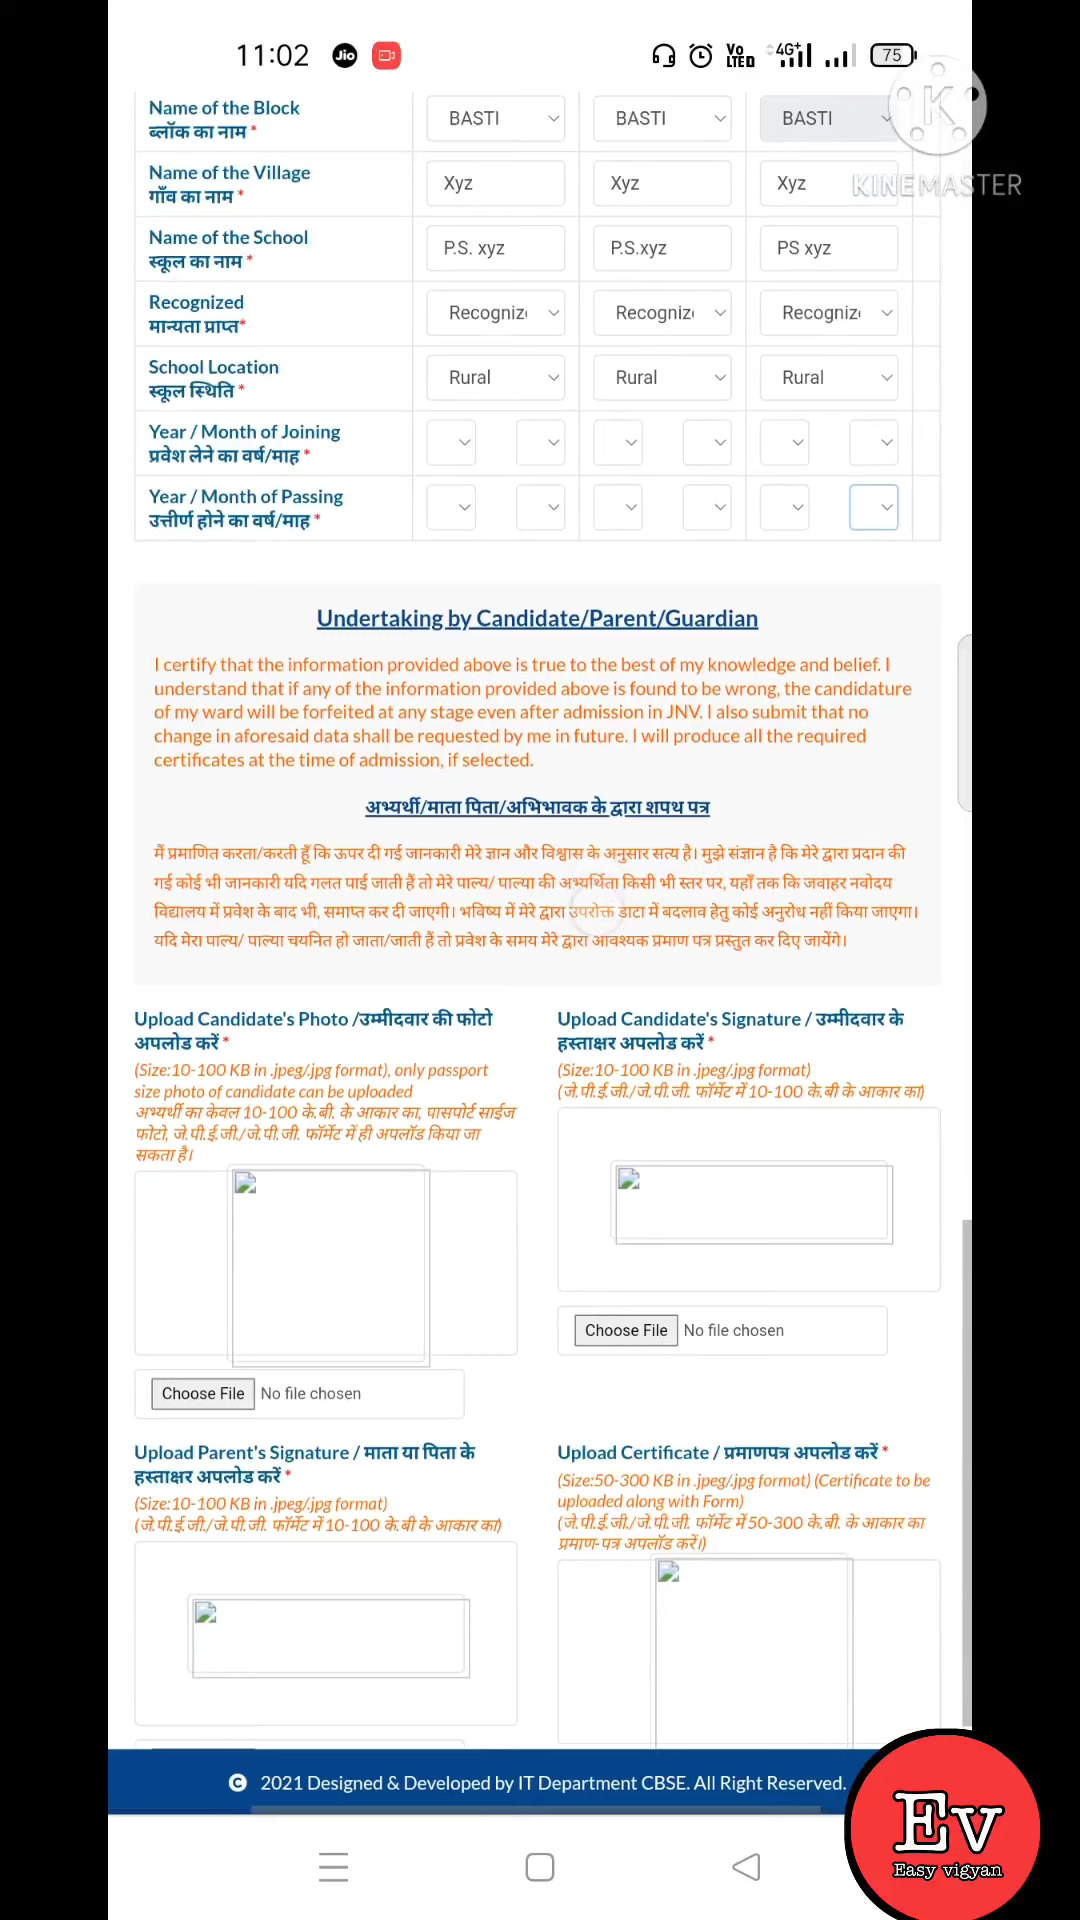 11:02 Jio Vo LTED 4G+ 75
K
KINEMASTER
Name of the Block
ब्लॉक का नाम *
BASTI BASTI BASTI
Name of the Village
गाँव का नाम *
Xyz Xyz Xyz
Name of the School
स्कूल का नाम *
P.S. xyz P.S.xyz PS xyz
Recognized
मान्यता प्राप्त*
Recogniz Recogniz Recogniz
School Location
स्कूल स्थिति *
Rural Rural Rural
Year / Month of Joining
प्रवेश लेने का वर्ष/माह *
Year / Month of Passing
उत्तीर्ण होने का वर्ष/माह *
Undertaking by Candidate/Parent/Guardian
I certify that the information provided above is true to the best of my knowledge and belief. I
understand that if any of the information provided above is found to be wrong, the candidature
of my ward will be forfeited at any stage even after admission in JNV. I also submit that no
change in aforesaid data shall be requested by me in future. I will produce all the required
certificates at the time of admission, if selected.
अभ्यर्थी/माता पिता/अभिभावक के द्वारा शपथ पत्र
मैं प्रमाणित करता/करती हूँ कि ऊपर दी गई जानकारी मेरे ज्ञान और विश्वास के अनुसार सत्य है। मुझे संज्ञान है कि मेरे द्वारा प्रदान की
गई कोई भी जानकारी यदि गलत पाई जाती हैं तो मेरे पाल्य/ पाल्या की अभ्यर्थिता किसी भी स्तर पर, यहाँ तक कि जवाहर नवोदय
विद्यालय में प्रवेश के बाद भी, समाप्त कर दी जाएगी। भविष्य में मेरे द्वारा उपरोक्त डाटा में बदलाव हेतु कोई अनुरोध नहीं किया जाएगा।
यदि मेरा पाल्य/ पाल्या चयनित हो जाता/जाती हैं तो प्रवेश के समय मेरे द्वारा आवश्यक प्रमाण पत्र प्रस्तुत कर दिए जायेंगे।
Upload Candidate's Photo /उम्मीदवार की फोटो
अपलोड करें *
(Size:10-100 KB in .jpeg/.jpg format), only passport
size photo of candidate can be uploaded
अभ्यर्थी का केवल 10-100 के.बी. के आकार का, पासपोर्ट साईज
फोटो, जे.पी.ई.जी./जे.पी.जी. फॉर्मेट में ही अपलॉड किया जा
सकता है।
Choose File No file chosen
Upload Candidate's Signature / उम्मीदवार के
हस्ताक्षर अपलोड करें *
(Size:10-100 KB in .jpeg/.jpg format)
(जे.पी.ई.जी./जे.पी.जी. फॉर्मेट में 10-100 के.बी के आकार का)
Choose File No file chosen
Upload Parent's Signature / माता या पिता के
हस्ताक्षर अपलोड करें *
(Size:10-100 KB in .jpeg/.jpg format)
(जे.पी.ई.जी./जे.पी.जी. फॉर्मेट में 10-100 के.बी के आकार का)
Upload Certificate / प्रमाणपत्र अपलोड करें *
(Size:50-300 KB in .jpeg/.jpg format) (Certificate to be
uploaded along with Form)
(जे.पी.ई.जी./जे.पी.जी. फॉर्मेट में 50-300 के.बी. के आकार का
प्रमाण-पत्र अपलॉड करें।)
© 2021 Designed & Developed by IT Department CBSE. All Right Reserved.
Ev
Easy vigyan